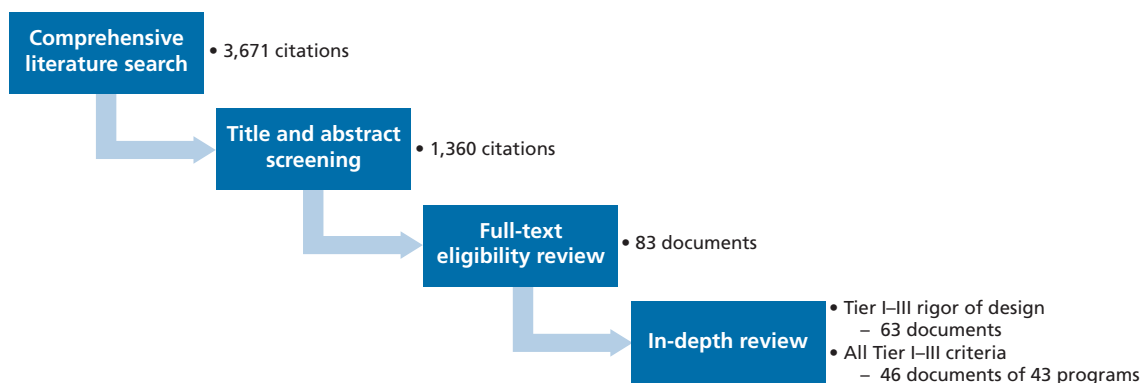 Comprehensive
literature search
• 3,671 citations
Title and abstract
screening
• 1,360 citations
Full-text
eligibility review
• 83 documents
In-depth review
• Tier I–III rigor of design
– 63 documents
• All Tier I–III criteria
– 46 documents of 43 programs